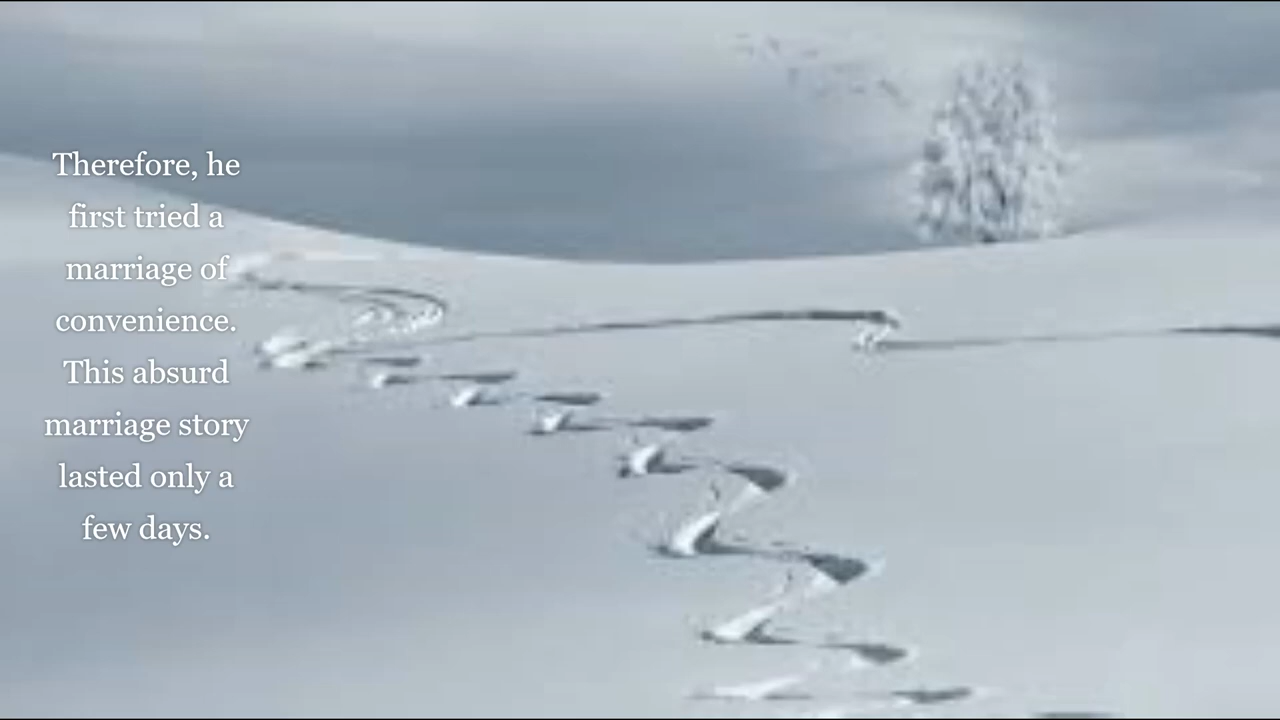 Therefore, he
first tried a
marriage of
convenience.
This absurd
marriage story
lasted only a
few days.